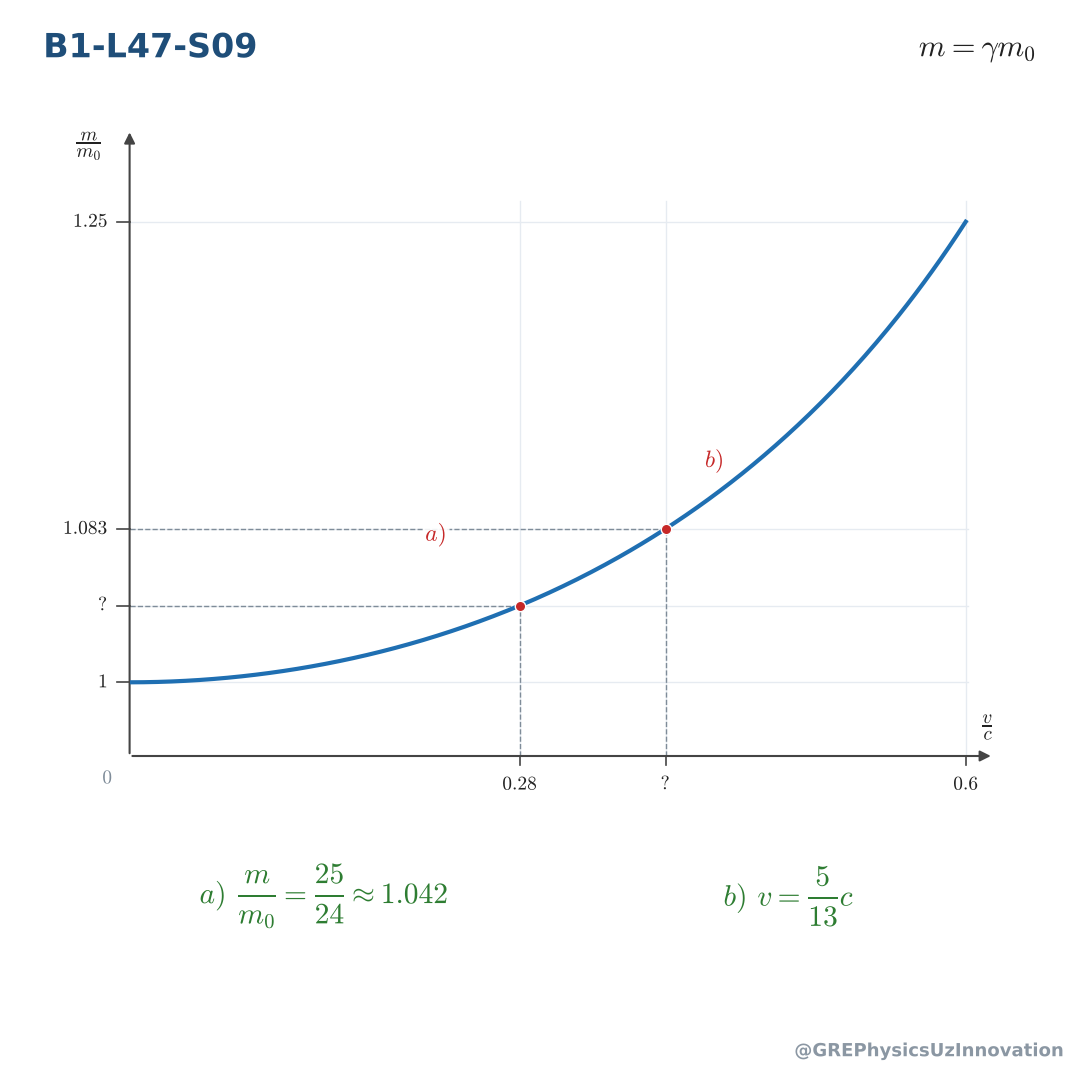 B1-L47-S09
m = γm₀
m/m₀
1.25
b)
1.083
a)
?
1
v/c
0
0.28
?
0.6
a) m/m₀ = 25/24 ≈ 1.042
b) v = 5/13 c
@GREPhysicsUzInnovation